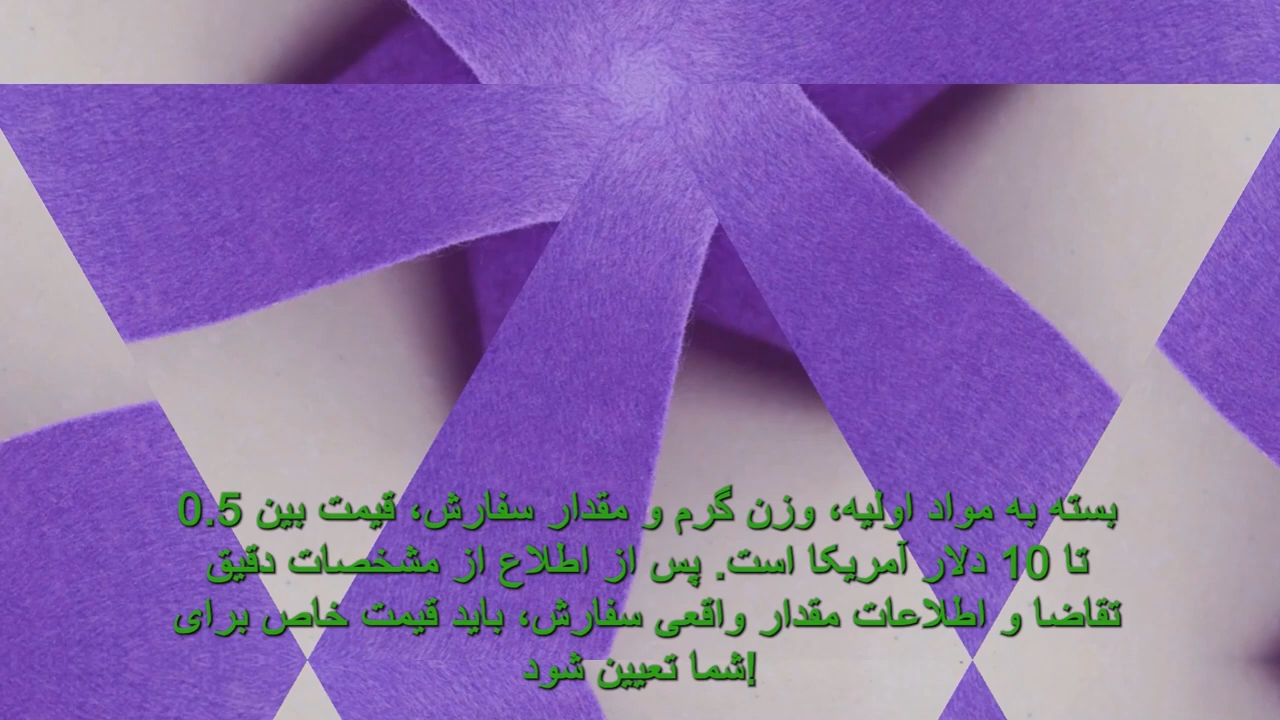 بسته به مواد اولیه، وزن گرم و مقدار سفارش، قیمت بین 0.5
تا 10 دلار آمریکا است. پس از اطلاع از مشخصات دقیق
تقاضا و اطلاعات مقدار واقعی سفارش، باید قیمت خاص برای
شما تعیین شود!